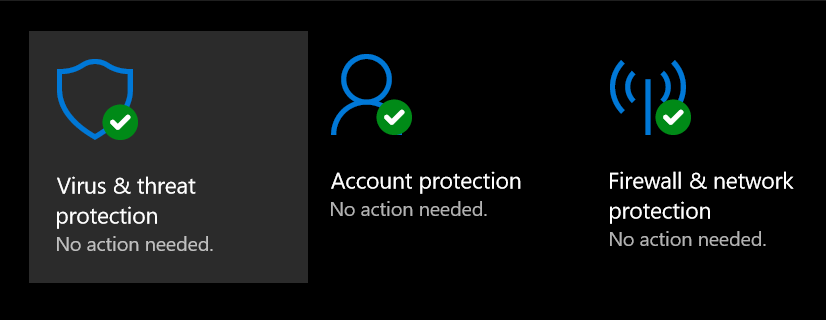 Virus & threat
protection
No action needed.
Account protection
No action needed.
Firewall & network
protection
No action needed.